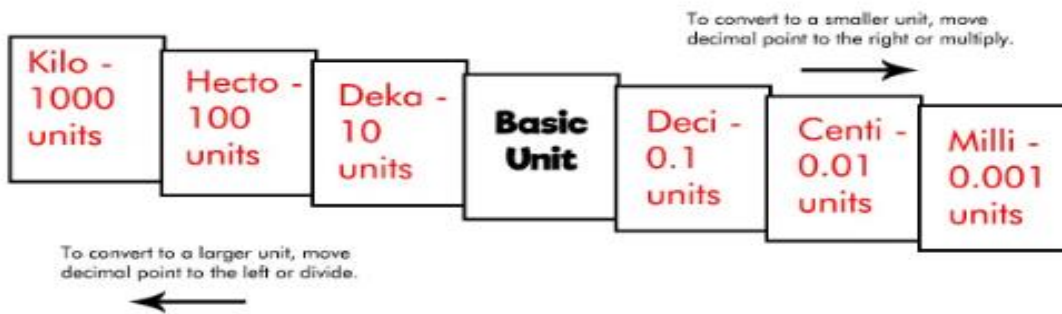 To convert to a smaller unit, move
decimal point to the right or multiply.
Kilo -
1000
units
Hecto -
100
units
Deka -
10
units
Basic
Unit
Deci -
0.1
units
Centi -
0.01
units
Milli -
0.001
units
To convert to a larger unit, move
decimal point to the left or divide.